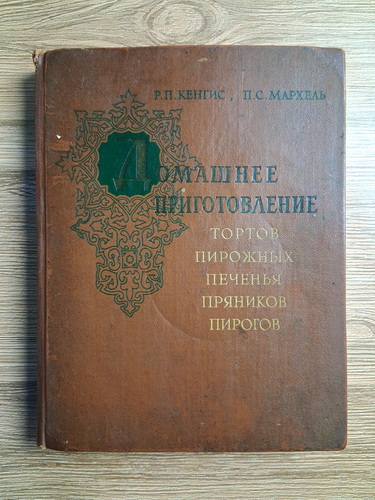 Р.П.КЕНГИС, П.С.МАРХЕЛЬ
ДОМАШНЕЕ
ПРИГОТОВЛЕНИЕ
ТОРТОВ
ПИРОЖНЫХ
ПЕЧЕНЬЯ
ПРЯНИКОВ
ПИРОГОВ